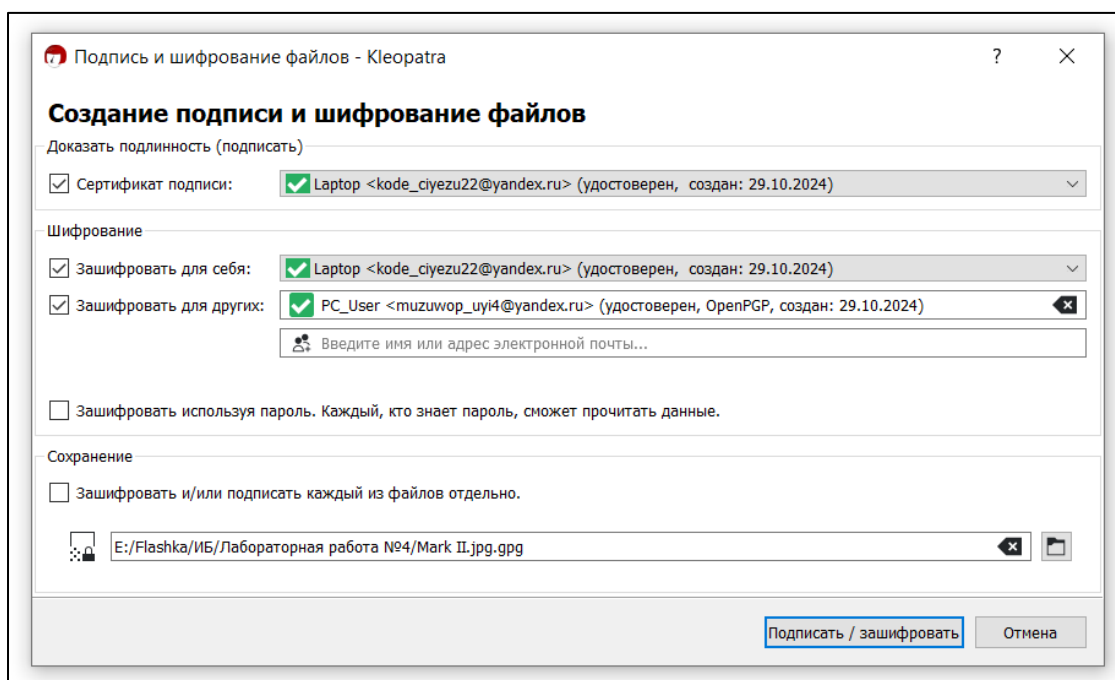 Подпись и шифрование файлов - Kleopatra ?
Создание подписи и шифрование файлов
Доказать подлинность (подписать)
Сертификат подписи: Laptop <kode_ciyezu22@yandex.ru> (удостоверен, создан: 29.10.2024)
Шифрование
Зашифровать для себя: Laptop <kode_ciyezu22@yandex.ru> (удостоверен, создан: 29.10.2024)
Зашифровать для других: PC_User <muzuwop_uyi4@yandex.ru> (удостоверен, OpenPGP, создан: 29.10.2024)
Введите имя или адрес электронной почты...
Зашифровать используя пароль. Каждый, кто знает пароль, сможет прочитать данные.
Сохранение
Зашифровать и/или подписать каждый из файлов отдельно.
E:/Flashka/ИБ/Лабораторная работа №4/Mark II.jpg.gpg
Подписать / зашифровать Отмена